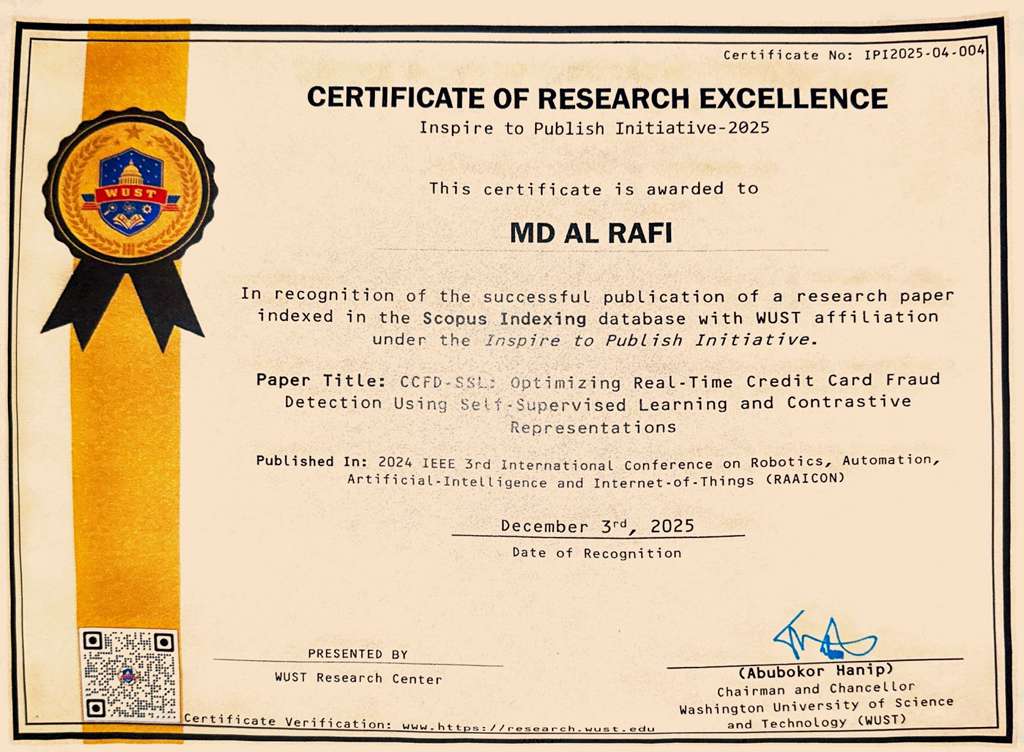 Certificate No: IPI2025-04-004
CERTIFICATE OF RESEARCH EXCELLENCE
Inspire to Publish Initiative-2025
This certificate is awarded to
MD AL RAFI
WUST
In recognition of the successful publication of a research paper
indexed in the Scopus Indexing database with WUST affiliation
under the Inspire to Publish Initiative.
Paper Title: CCFD-SSL: Optimizing Real-Time Credit Card Fraud
Detection Using Self-Supervised Learning and Contrastive
Representations
Published In: 2024 IEEE 3rd International Conference on Robotics, Automation,
Artificial-Intelligence and Internet-of-Things (RAAICON)
December 3rd, 2025
Date of Recognition
PRESENTED BY
WUST Research Center
(Abubokor Hanip)
Chairman and Chancellor
Washington University of Science
and Technology (WUST)
Certificate Verification: www.https://research.wust.edu